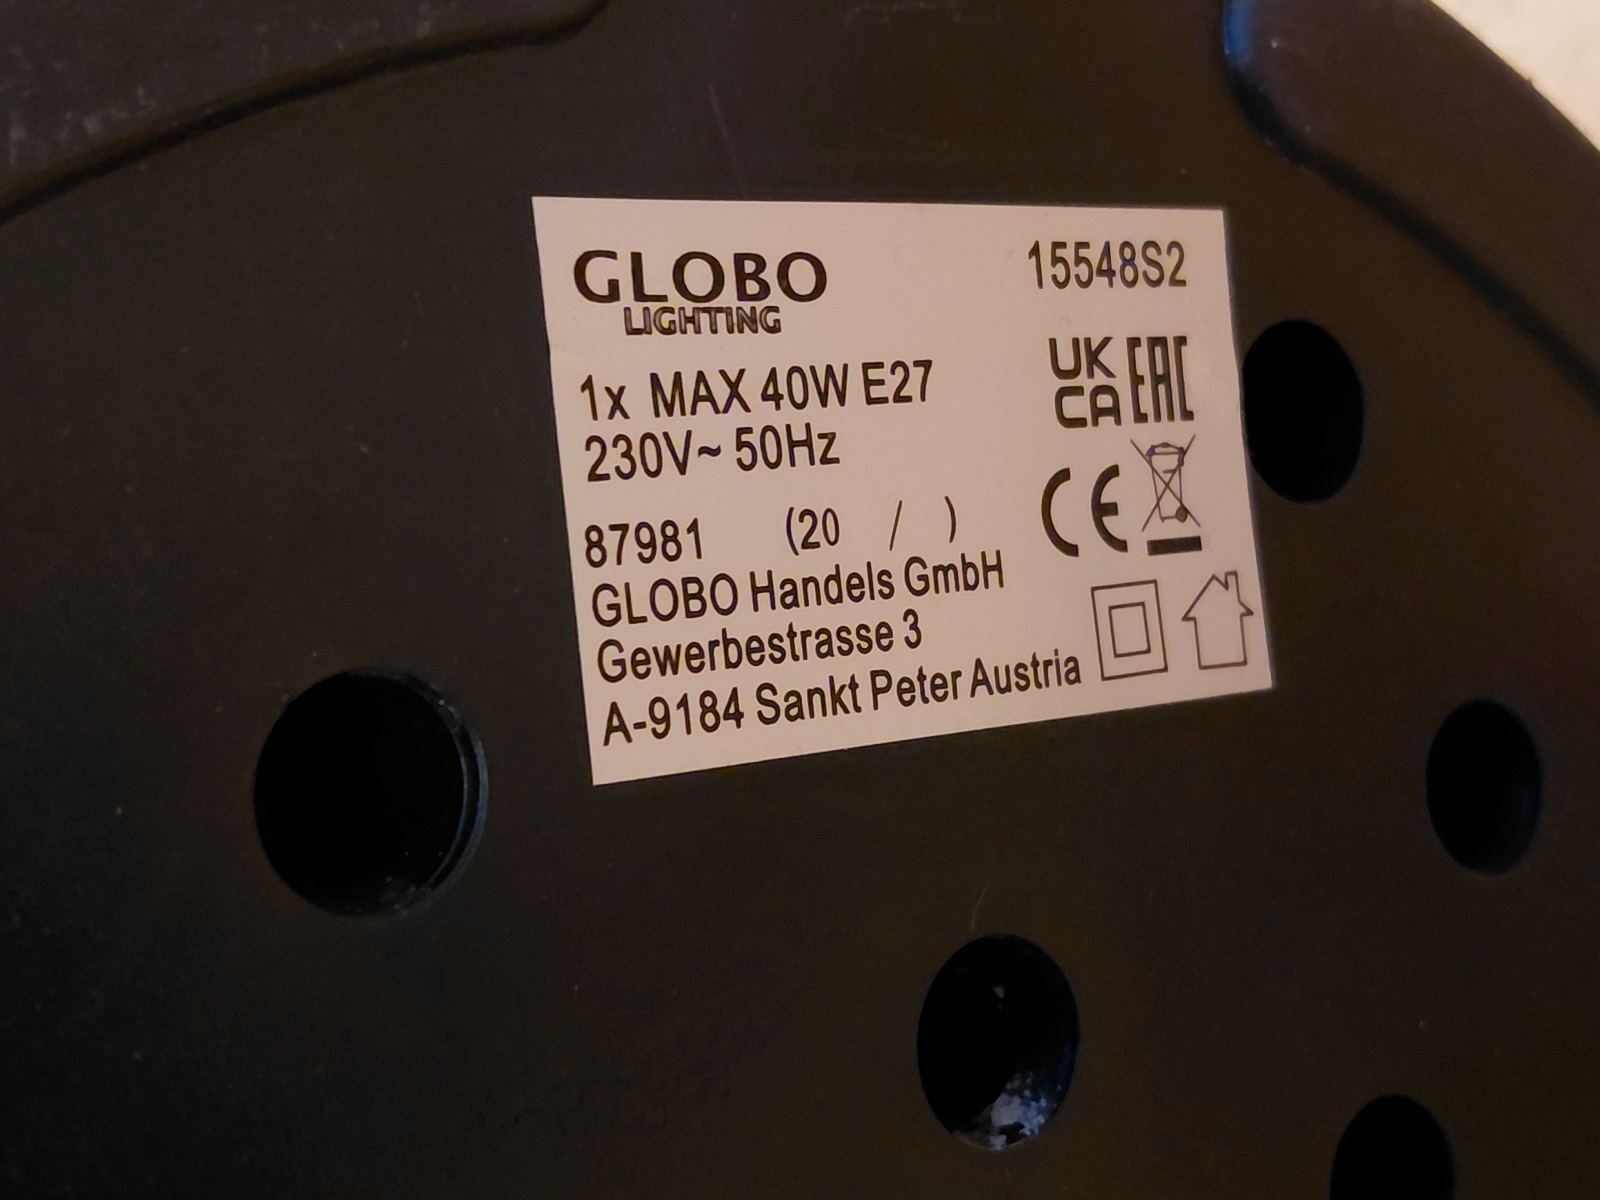 GLOBO
LIGHTING
15548S2
1x MAX 40W E27
230V~ 50Hz
UK
CA
EAC
CE
87981 (20 / )
GLOBO Handels GmbH
Gewerbestrasse 3
A-9184 Sankt Peter Austria